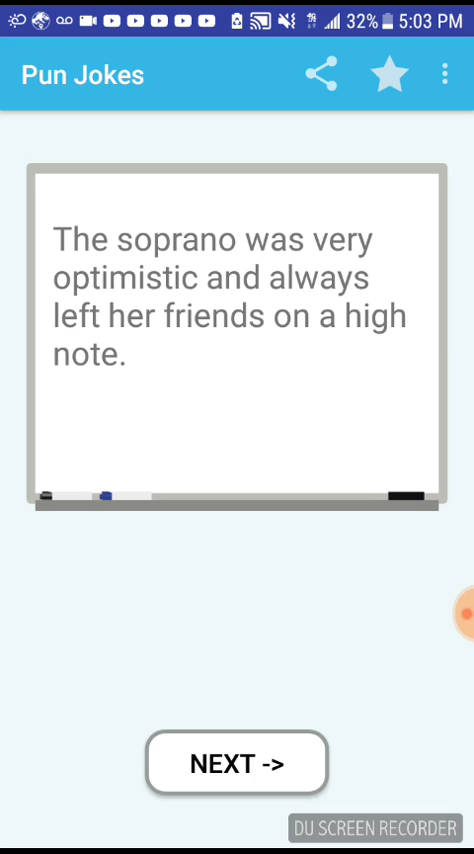 32% 5:03 PM
Pun Jokes
The soprano was very
optimistic and always
left her friends on a high
note.
NEXT ->
DU SCREEN RECORDER